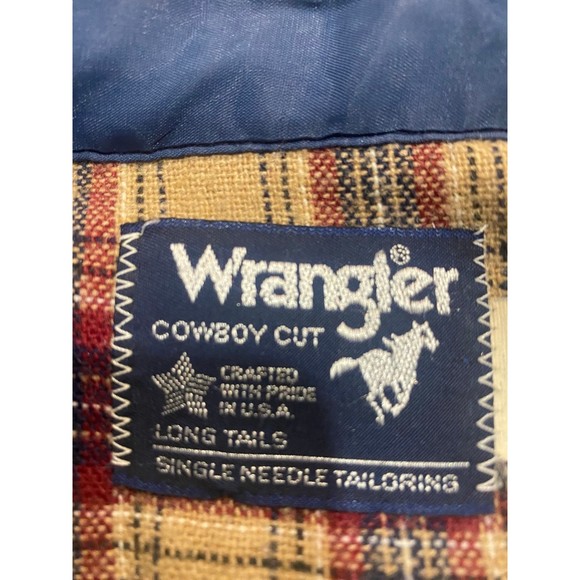 Wrangler®
COWBOY CUT
CRAFTED
WITH PRIDE
IN U.S.A.
LONG TAILS
SINGLE NEEDLE TAILORING